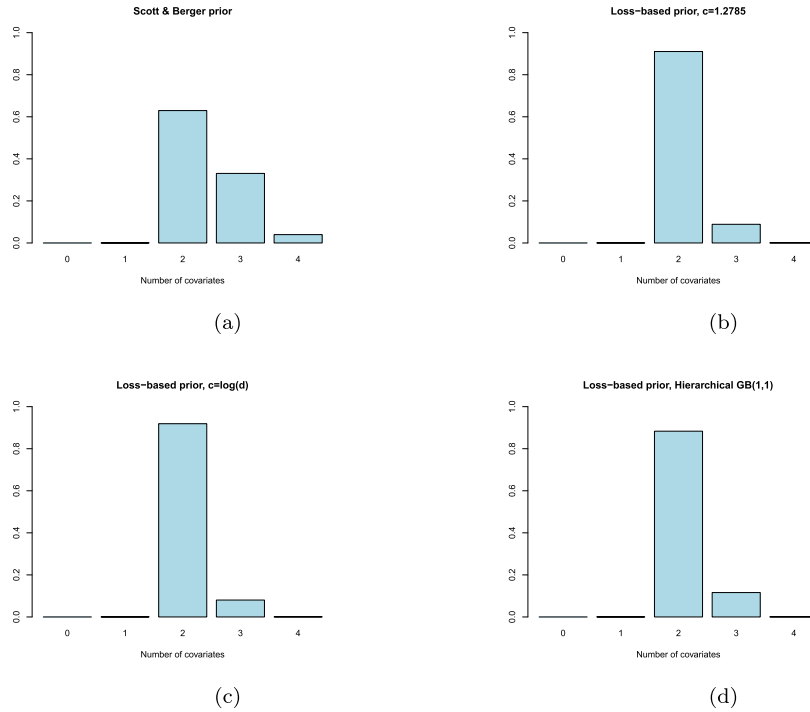 Scott & Berger prior
0.0 0.2 0.4 0.6 0.8 1.0
0 1 2 3 4
Number of covariates
(a)
Loss−based prior, c=1.2785
0.0 0.2 0.4 0.6 0.8 1.0
0 1 2 3 4
Number of covariates
(b)
Loss−based prior, c=log(d)
0.0 0.2 0.4 0.6 0.8 1.0
0 1 2 3 4
Number of covariates
(c)
Loss−based prior, Hierarchical GB(1,1)
0.0 0.2 0.4 0.6 0.8 1.0
0 1 2 3 4
Number of covariates
(d)